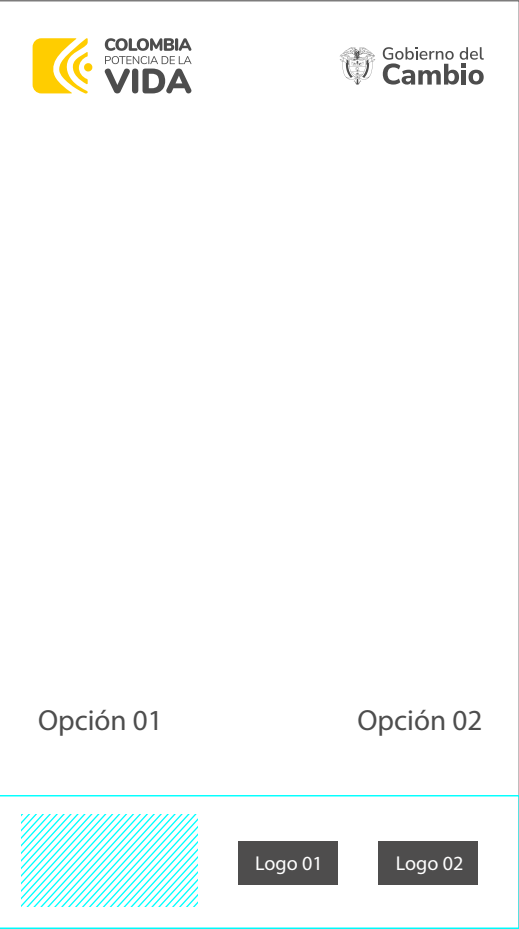 COLOMBIA
POTENCIA DE LA
VIDA
Gobierno del
Cambio
Opción 01
Opción 02
Logo 01
Logo 02